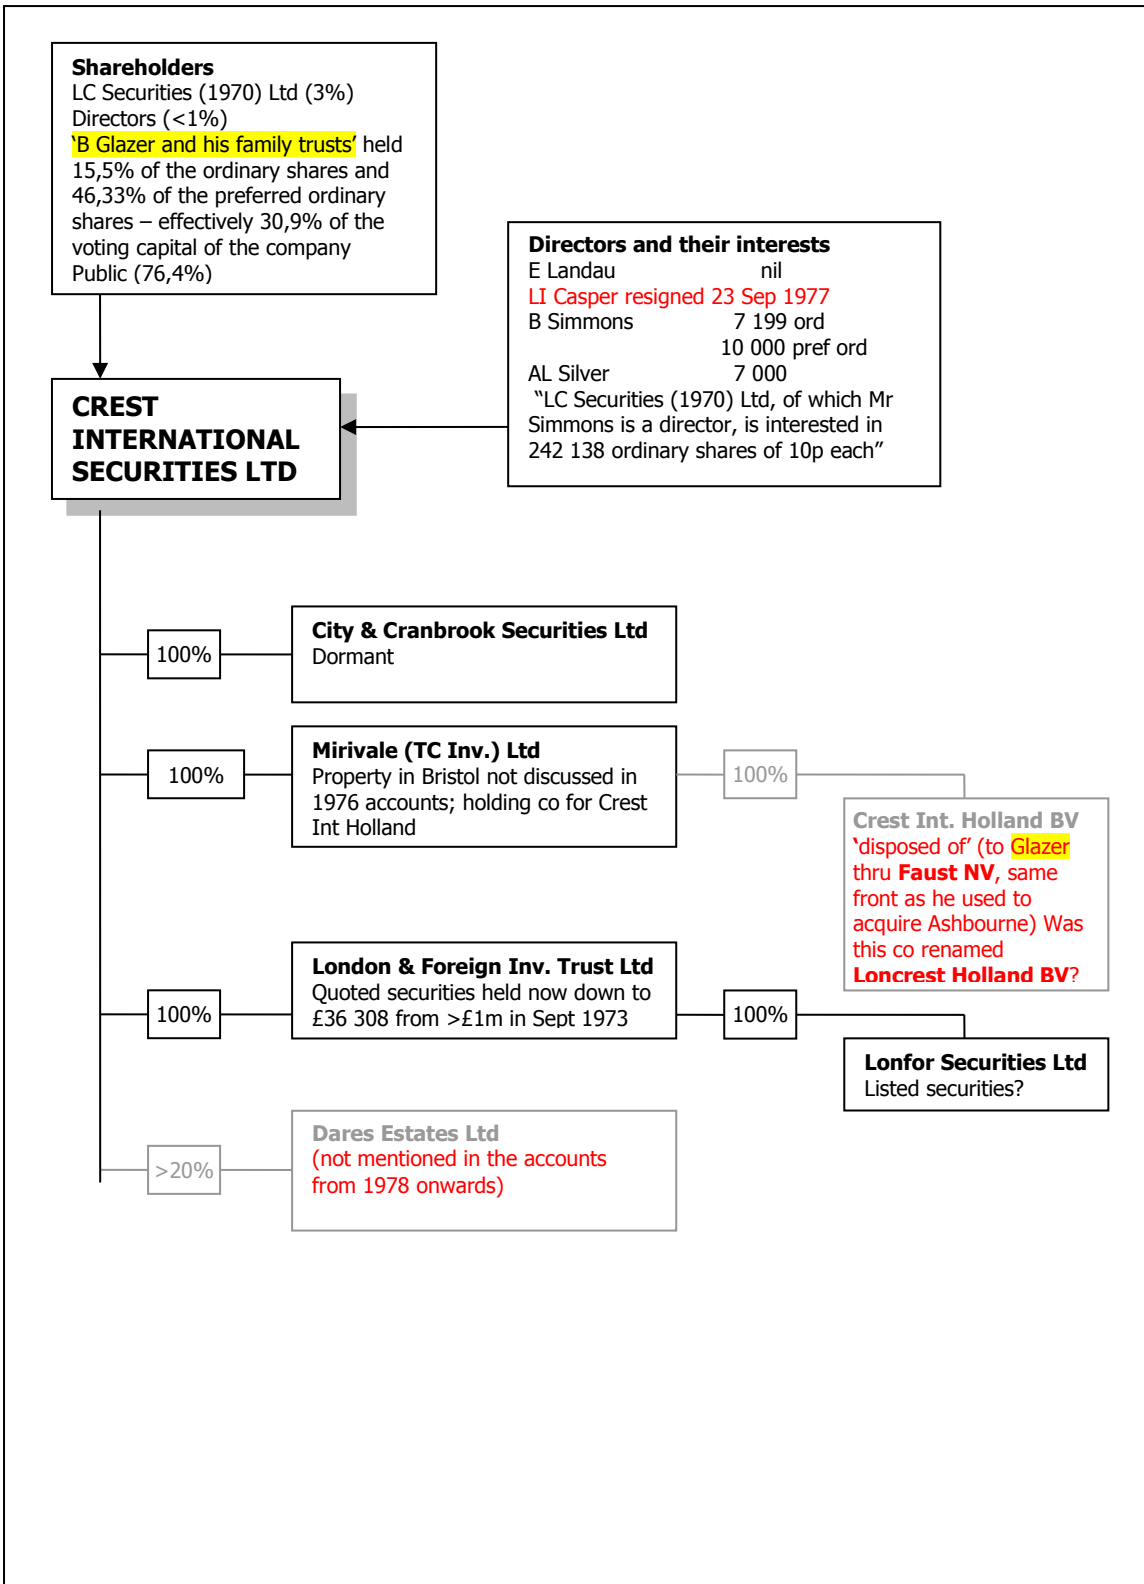 Shareholders
LC Securities (1970) Ltd (3%)
Directors (<1%)
‘B Glazer and his family trusts’ held
15,5% of the ordinary shares and
46,33% of the preferred ordinary
shares – effectively 30,9% of the
voting capital of the company
Public (76,4%)
Directors and their interests
E Landau nil
LI Casper resigned 23 Sep 1977
B Simmons 7 199 ord
10 000 pref ord
AL Silver 7 000
“LC Securities (1970) Ltd, of which Mr
Simmons is a director, is interested in
242 138 ordinary shares of 10p each”
CREST
INTERNATIONAL
SECURITIES LTD
100%
City & Cranbrook Securities Ltd
Dormant
100%
Mirivale (TC Inv.) Ltd
Property in Bristol not discussed in
1976 accounts; holding co for Crest
Int Holland
100%
Crest Int. Holland BV
‘disposed of’ (to Glazer
thru Faust NV, same
front as he used to
acquire Ashbourne) Was
this co renamed
Loncrest Holland BV?
100%
London & Foreign Inv. Trust Ltd
Quoted securities held now down to
£36 308 from >£1m in Sept 1973
100%
Lonfor Securities Ltd
Listed securities?
>20%
Dares Estates Ltd
(not mentioned in the accounts
from 1978 onwards)